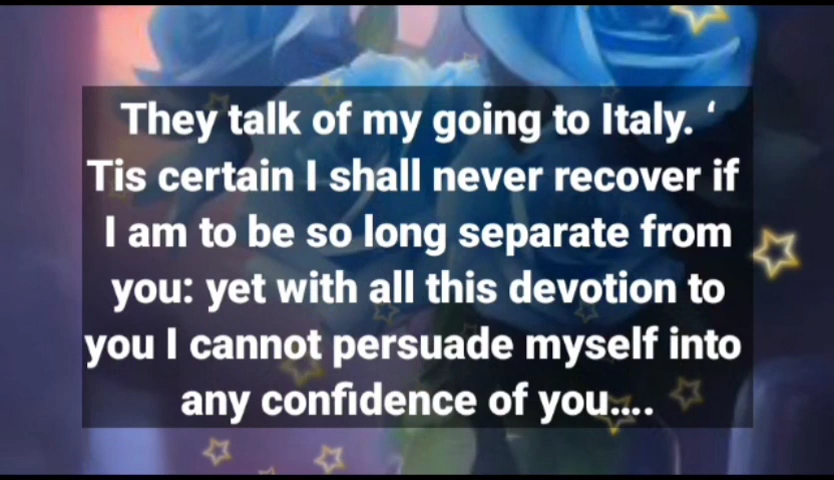 They talk of my going to Italy. ‘
Tis certain I shall never recover if
I am to be so long separate from
you: yet with all this devotion to
you I cannot persuade myself into
any confidence of you....